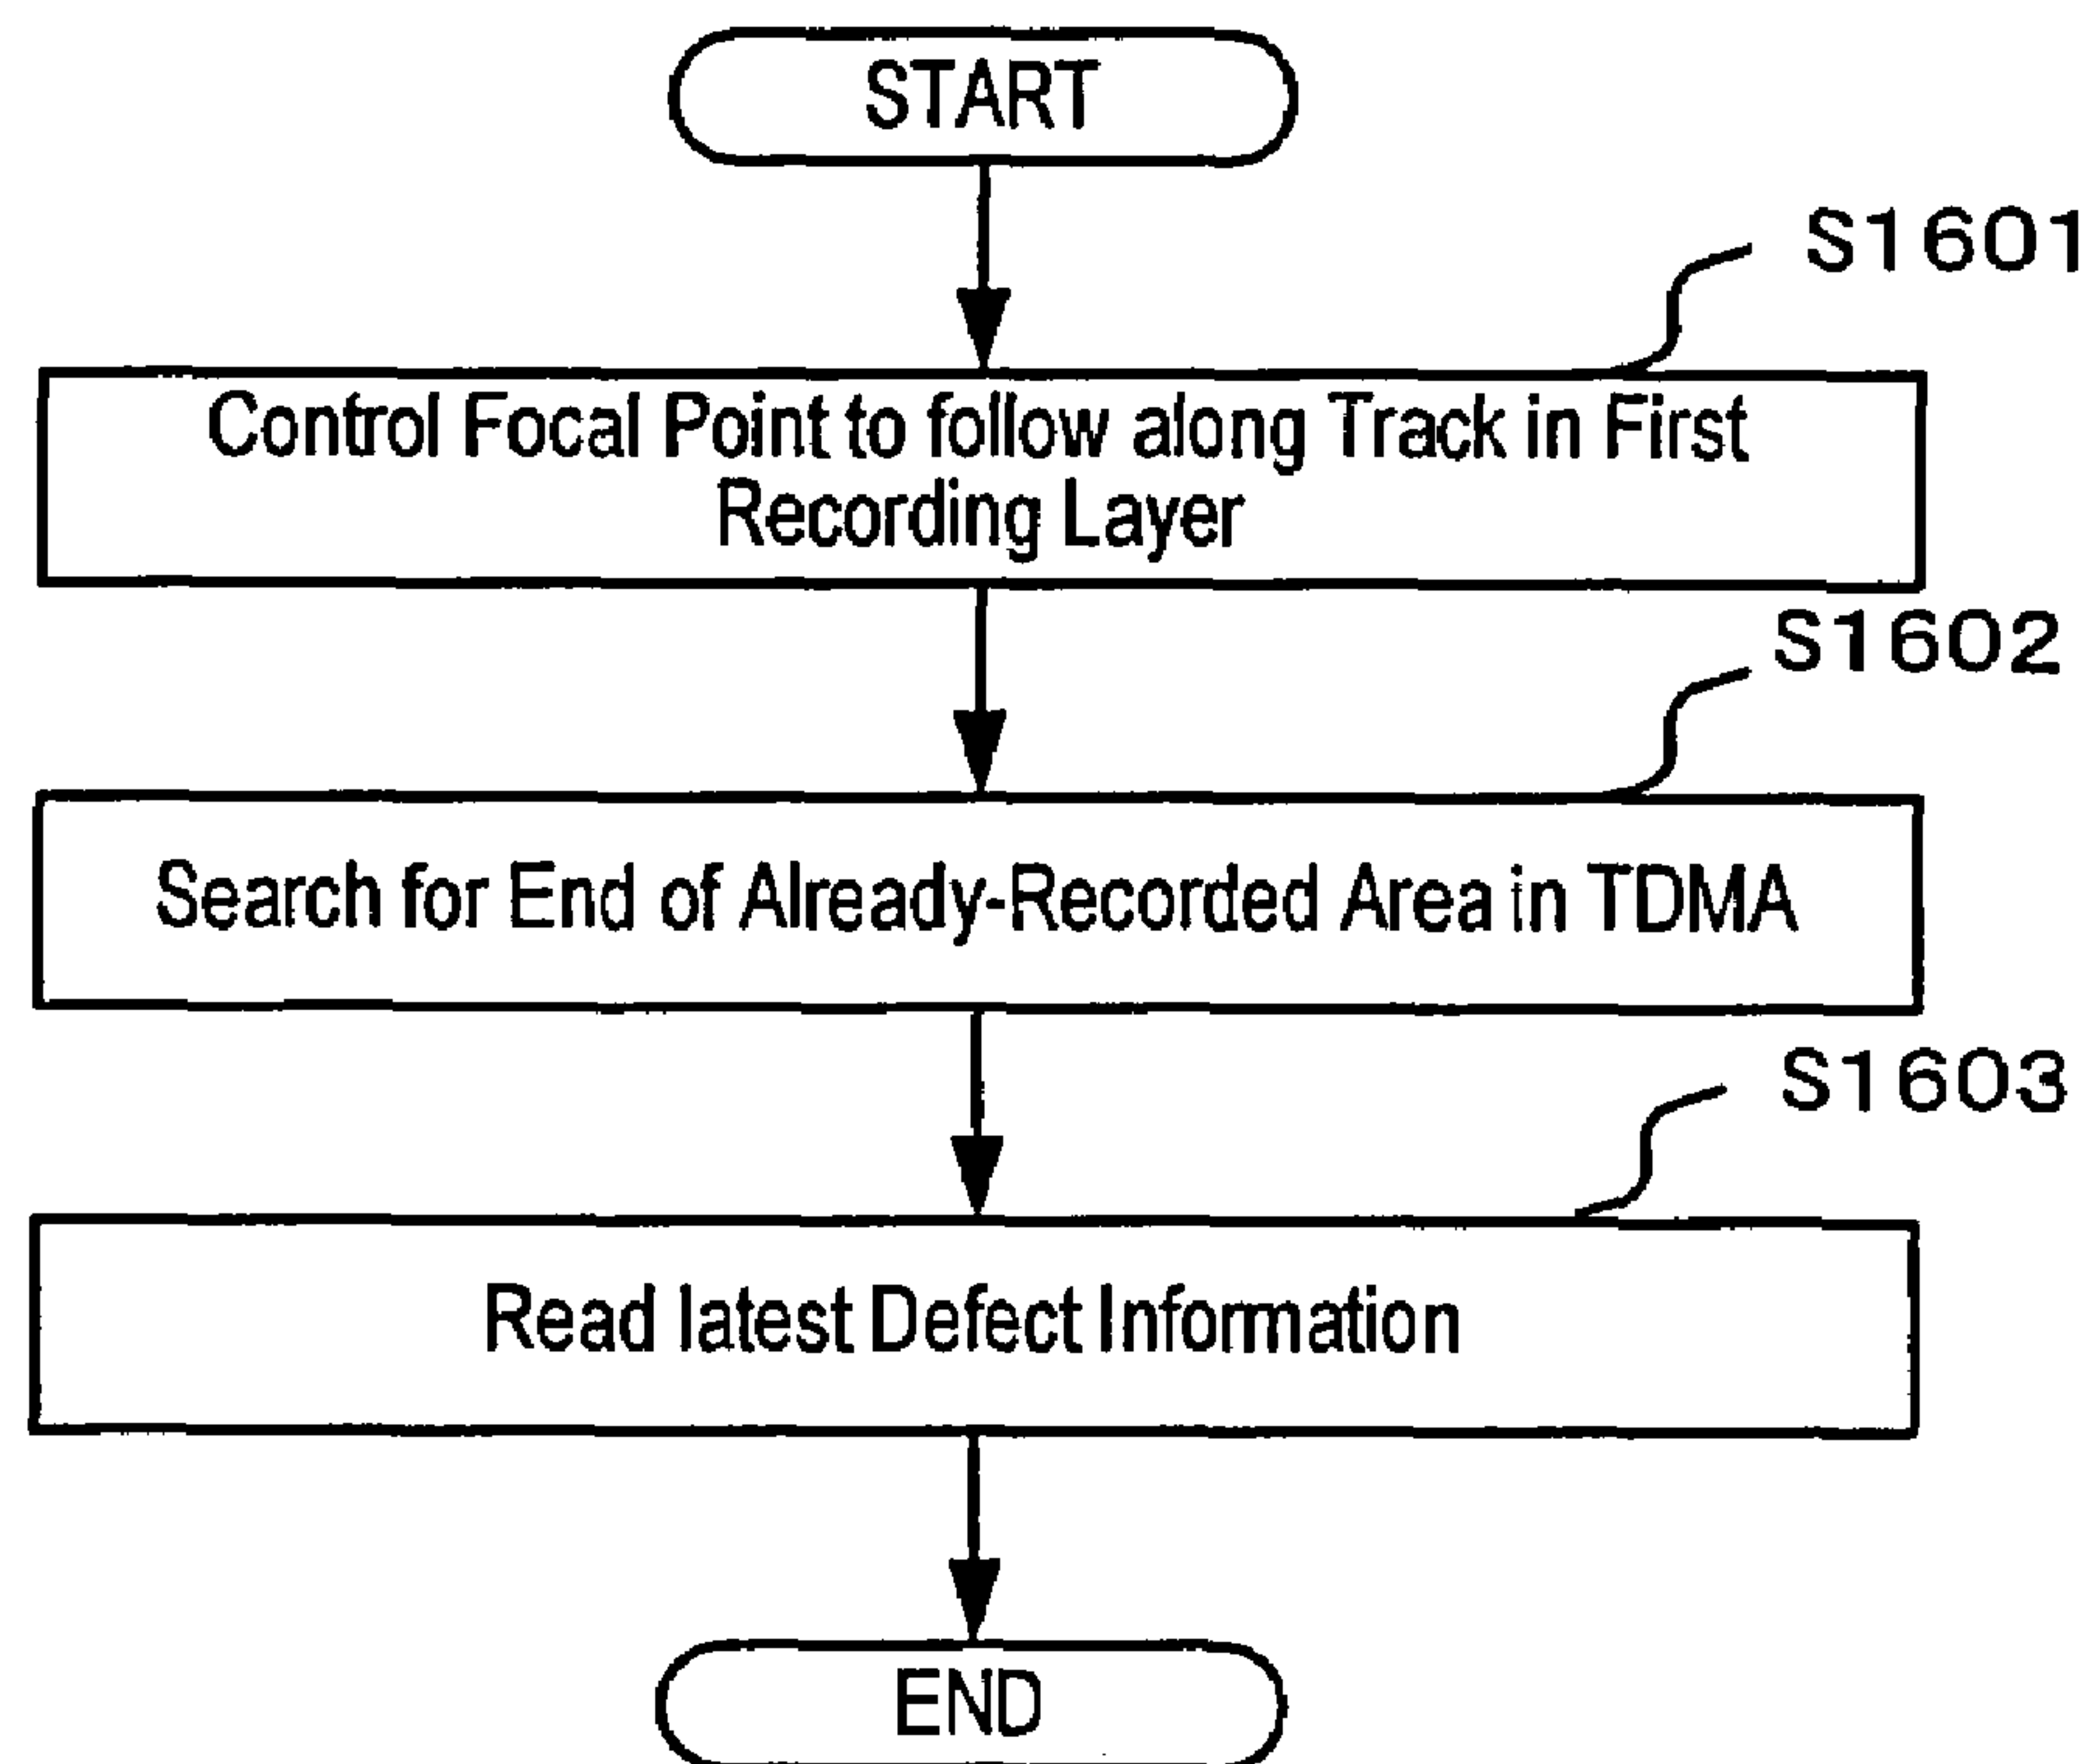 START
S1601
Control Focal Point to follow along Track in First
Recording Layer
S1602
Search for End of Already-Recorded Area in TDMA
S1603
Read latest Defect Information
END